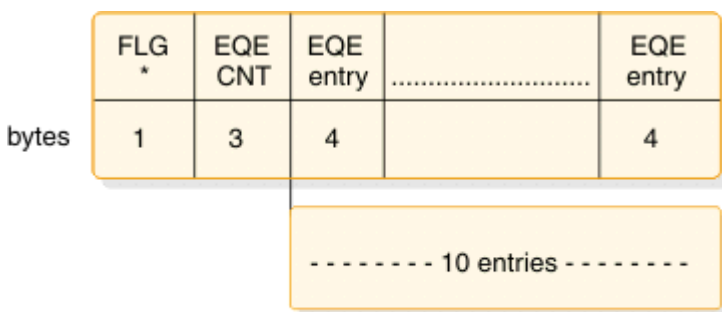 FLG EQE EQE EQE
* CNT entry ........................... entry
bytes 1 3 4 4
- - - - - - - - 10 entries - - - - - - - -